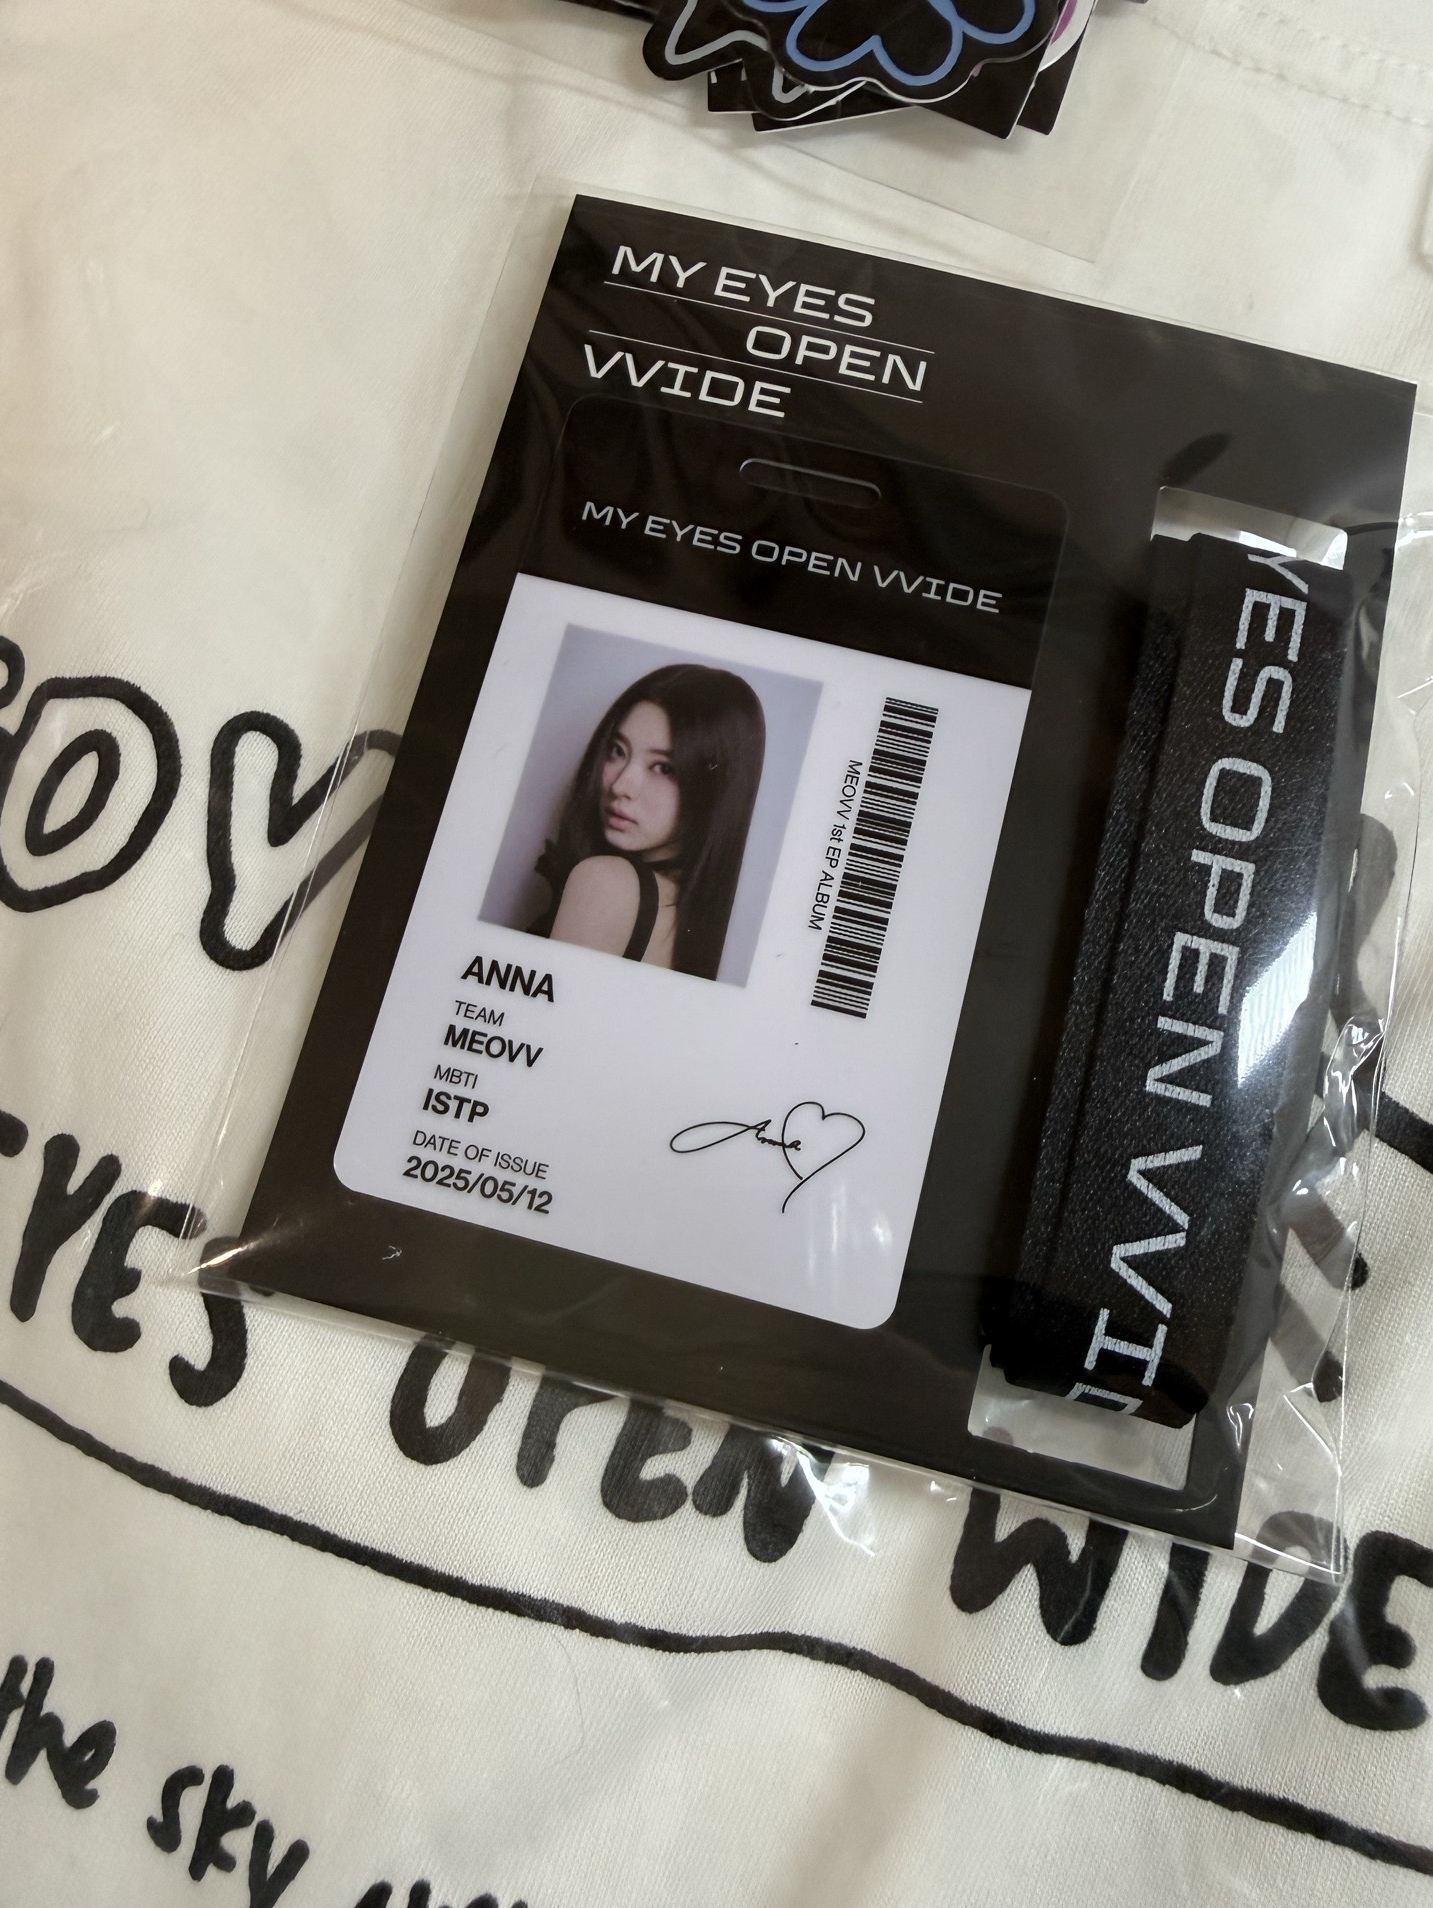 MY EYES
OPEN
VVIDE
MY EYES OPEN VVIDE
MEOVV 1st EP ALBUM
ANNA
TEAM
MEOVV
MBTI
ISTP
DATE OF ISSUE
2025/05/12
Anna
YES OPEN VVI
EYES OPEN WIDE
the sky